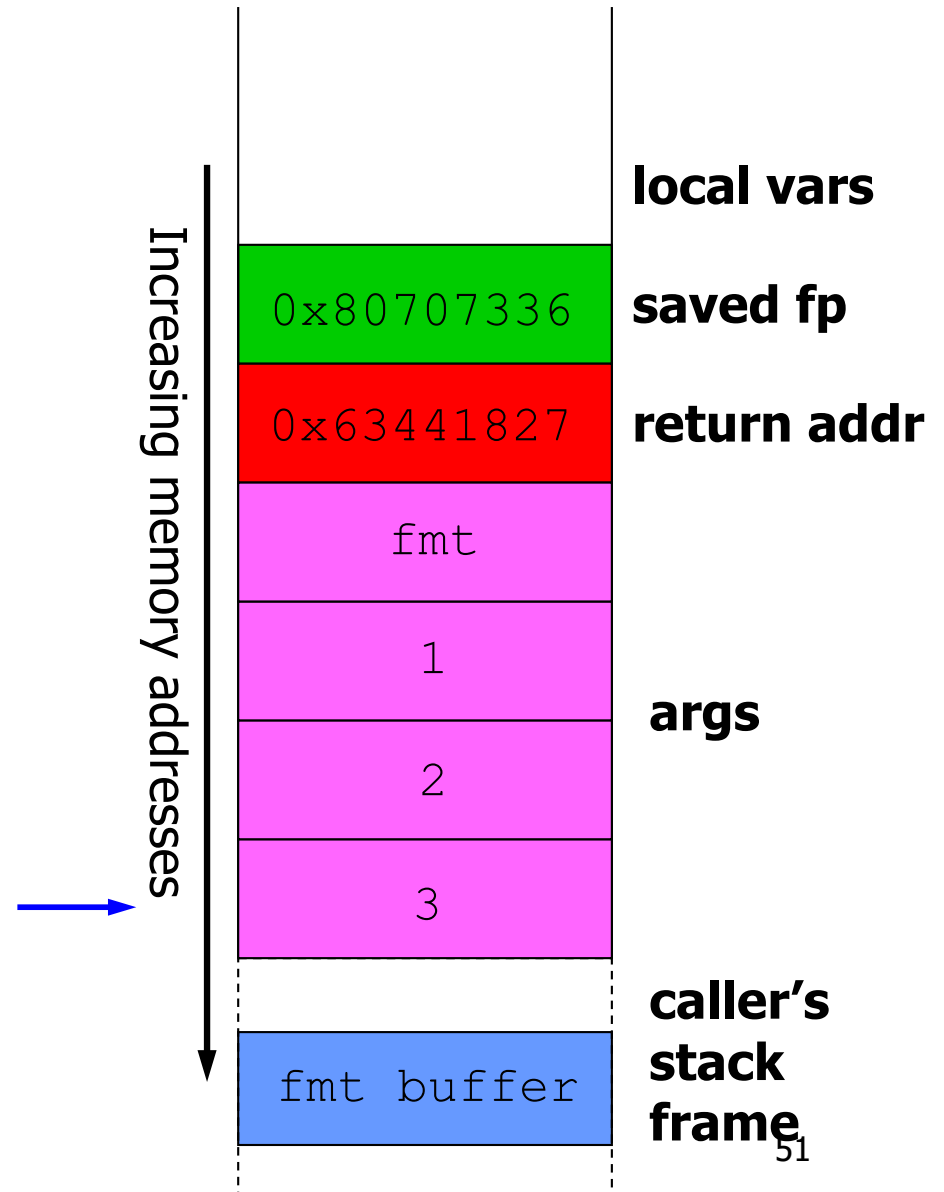 local vars
Increasing memory addresses
0x80707336
saved fp
0x63441827
return addr
fmt
1
args
2
3
caller’s
stack
frame
fmt buffer
51